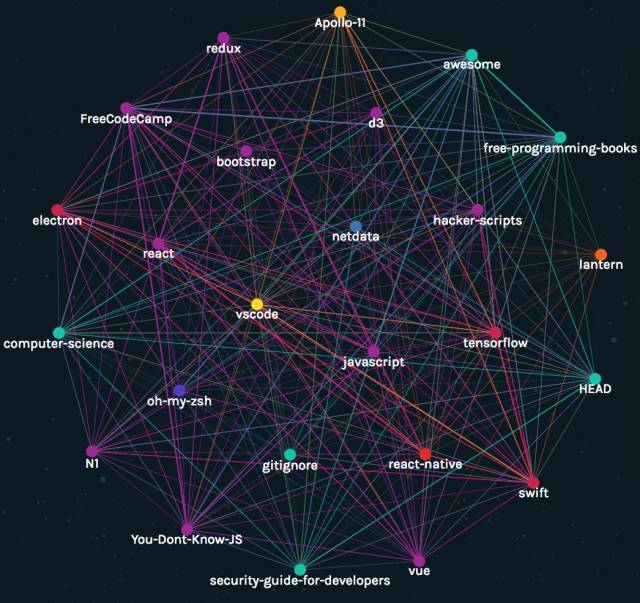 Apollo-11
redux
awesome
FreeCodeCamp
d3
free-programming-books
bootstrap
electron
hacker-scripts
netdata
react
lantern
vscode
computer-science
tensorflow
javascript
HEAD
oh-my-zsh
N1
gitignore
react-native
swift
You-Dont-Know-JS
vue
security-guide-for-developers